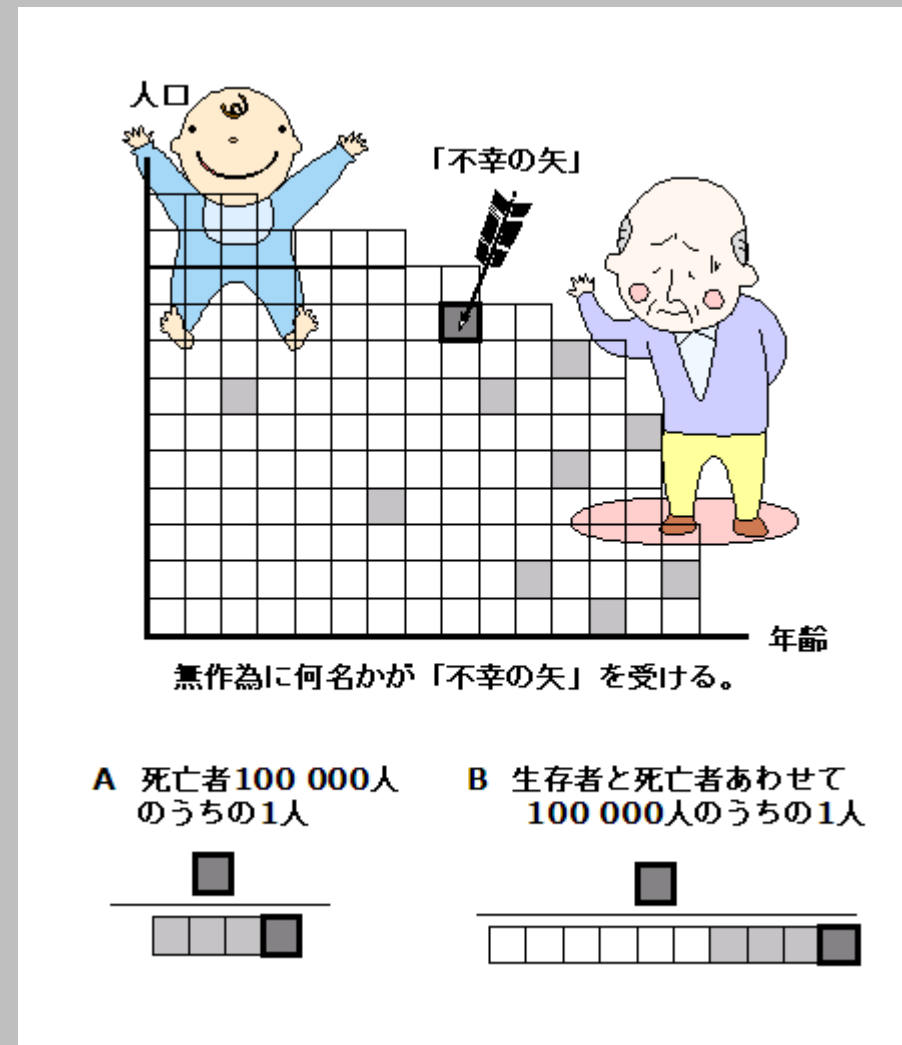 人口
「不幸の矢」
年齢
無作為に何名かが「不幸の矢」を受ける。
A 死亡者100 000人
のうちの1人
B 生存者と死亡者あわせて
100 000人のうちの1人